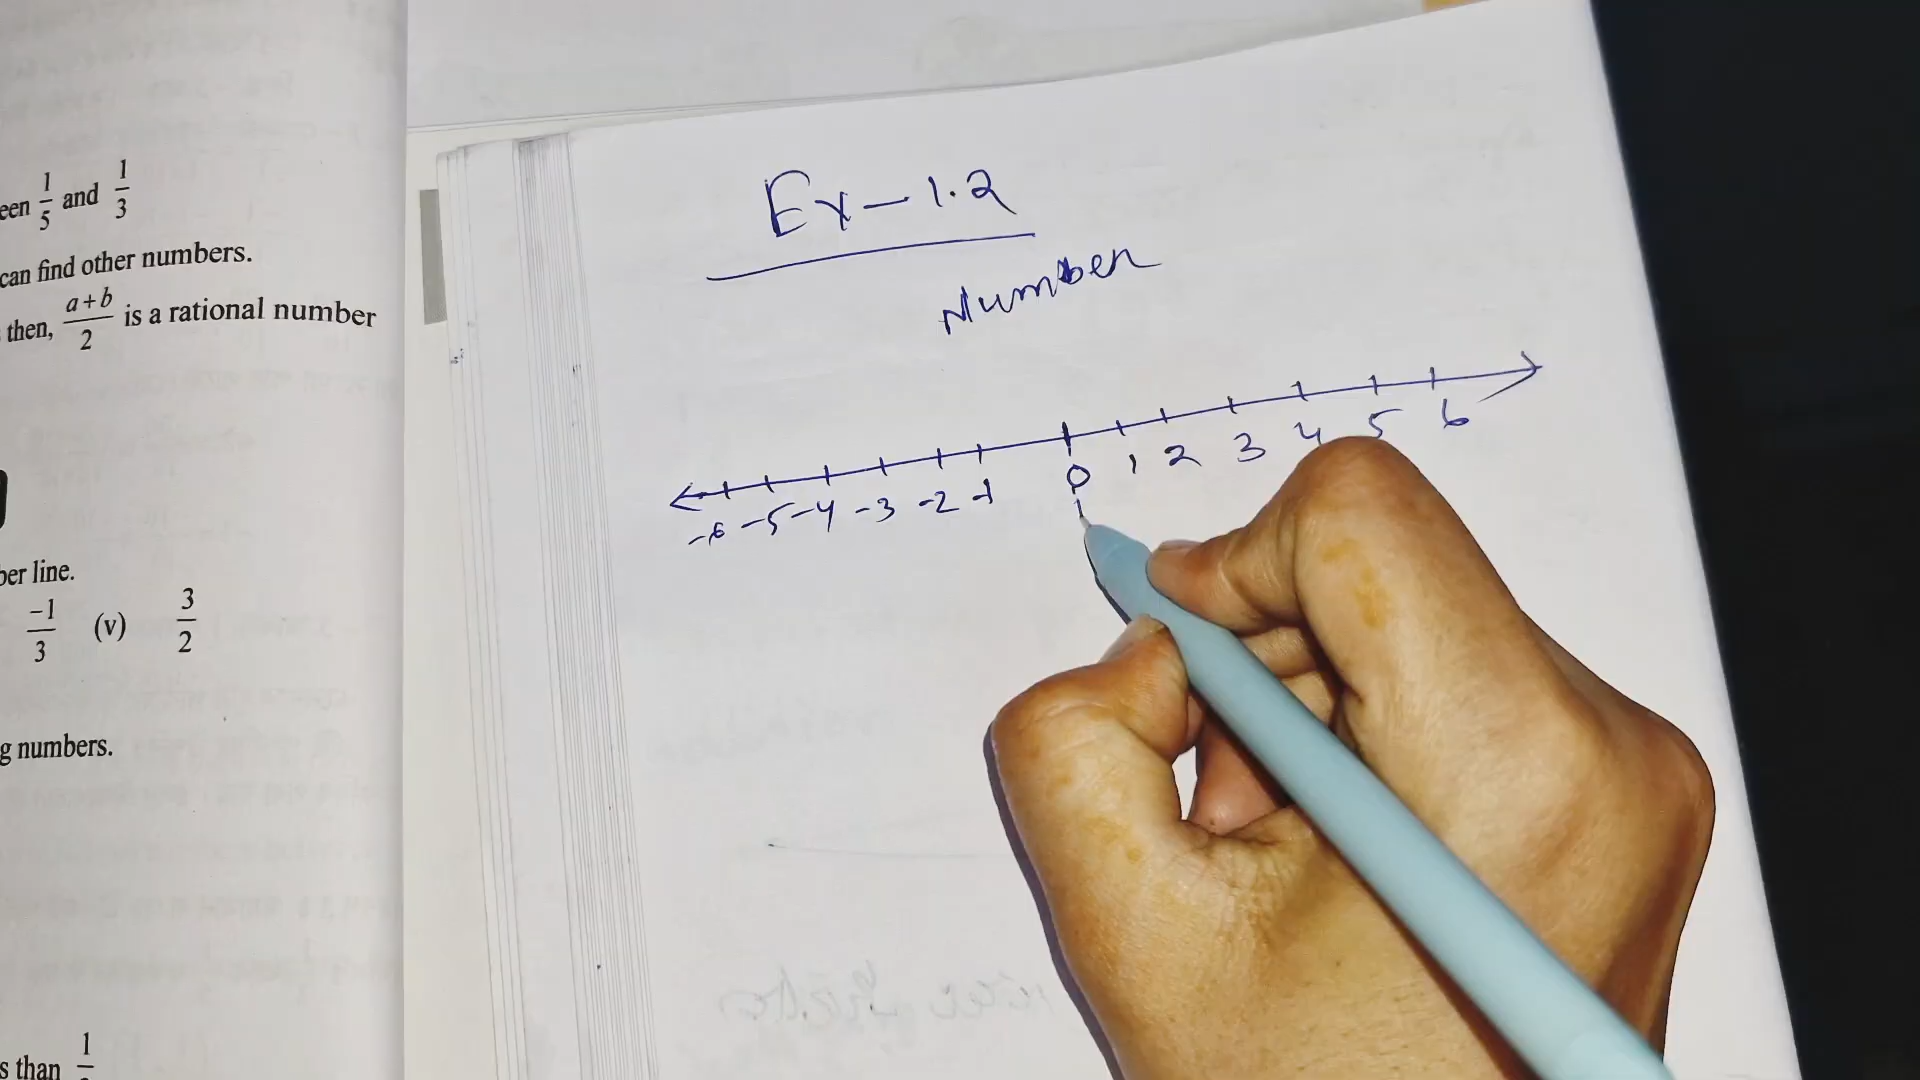 een 1/5 and 1/3
can find other numbers.
then, a+b/2 is a rational number
ber line.
-1/3 (v) 3/2
g numbers.
s than 1
Ex-1.2
Number
-6 -5 -4 -3 -2 -1 0 1 2 3 4 5 6